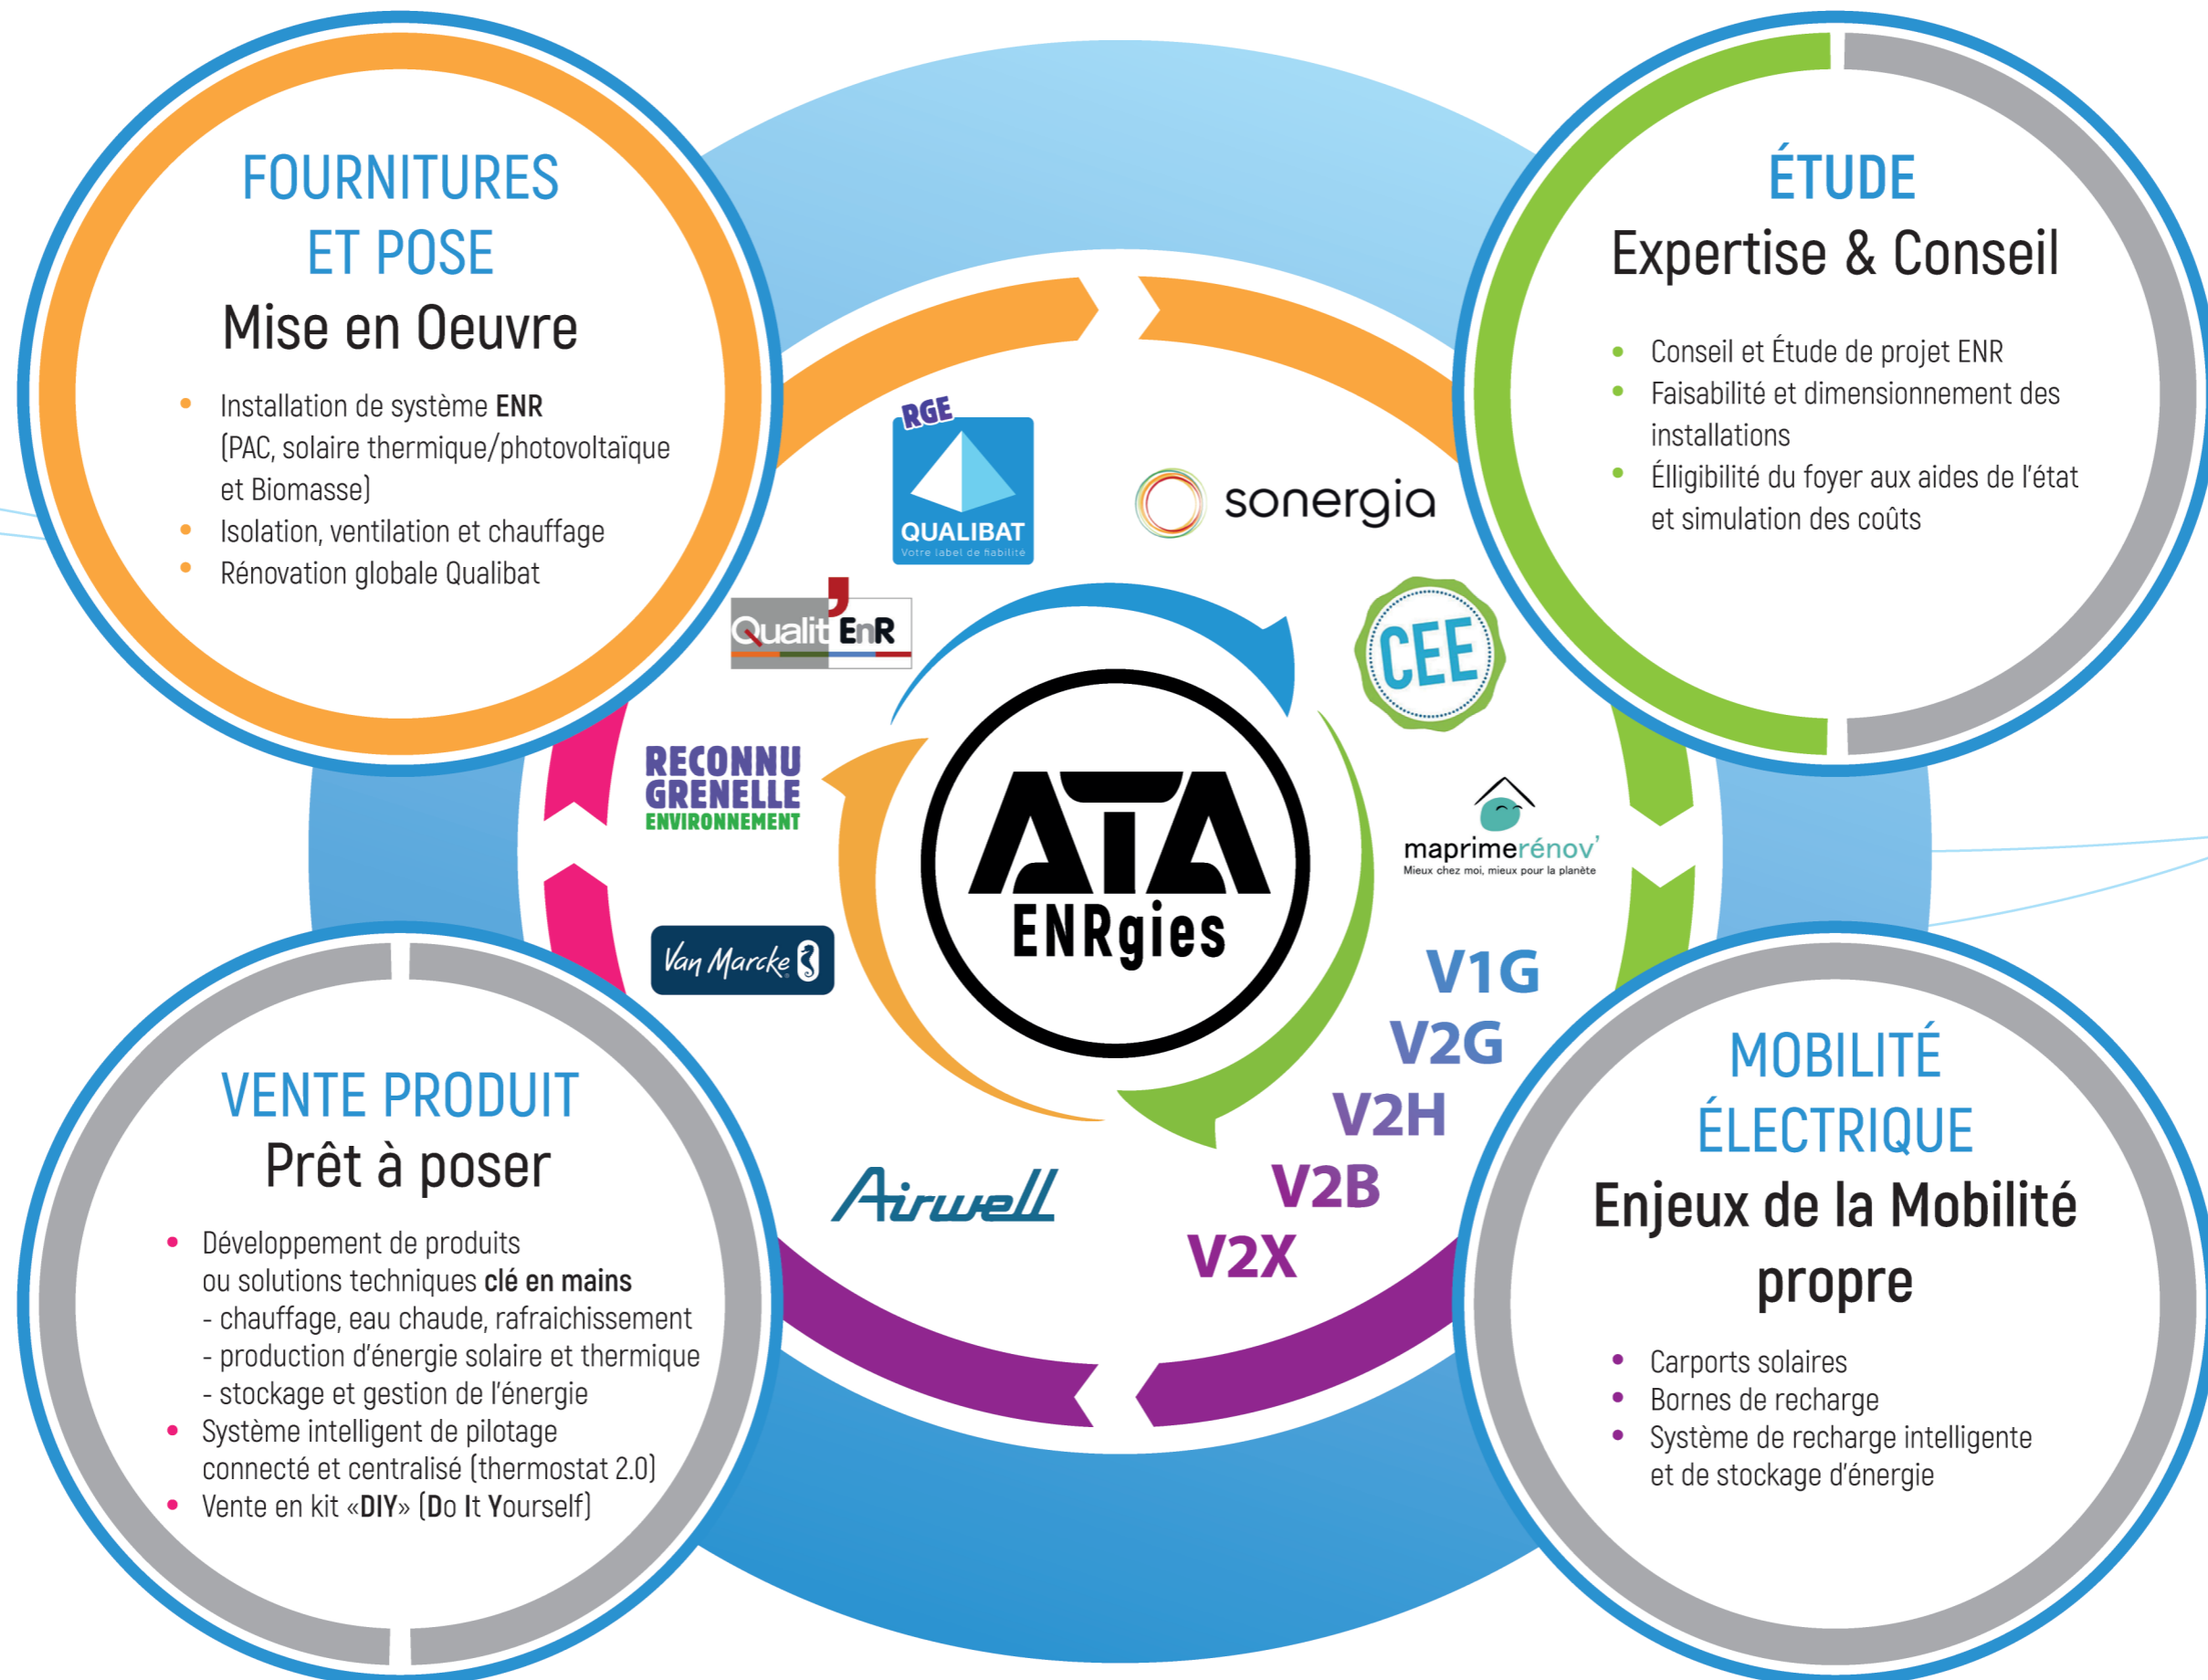 FOURNITURES
ET POSE
Mise en Oeuvre
• Installation de système ENR
(PAC, solaire thermique/photovoltaïque
et Biomasse)
• Isolation, ventilation et chauffage
• Rénovation globale Qualibat
ÉTUDE
Expertise & Conseil
• Conseil et Étude de projet ENR
• Faisabilité et dimensionnement des
installations
• Élligibilité du foyer aux aides de l'état
et simulation des coûts
RGE
QUALIBAT
Votre label de fiabilité
sonergia
Qualit'EnR
CEE
RECONNU
GRENELLE
ENVIRONNEMENT
maprimerénov'
Mieux chez moi, mieux pour la planète
ATA
ENRgies
Van Marcke
V1G
V2G
V2H
V2B
V2X
Airwell
VENTE PRODUIT
Prêt à poser
• Développement de produits
ou solutions techniques clé en mains
- chauffage, eau chaude, rafraichissement
- production d'énergie solaire et thermique
- stockage et gestion de l'énergie
• Système intelligent de pilotage
connecté et centralisé (thermostat 2.0)
• Vente en kit «DIY» (Do It Yourself)
MOBILITÉ
ÉLECTRIQUE
Enjeux de la Mobilité
propre
• Carports solaires
• Bornes de recharge
• Système de recharge intelligente
et de stockage d'énergie